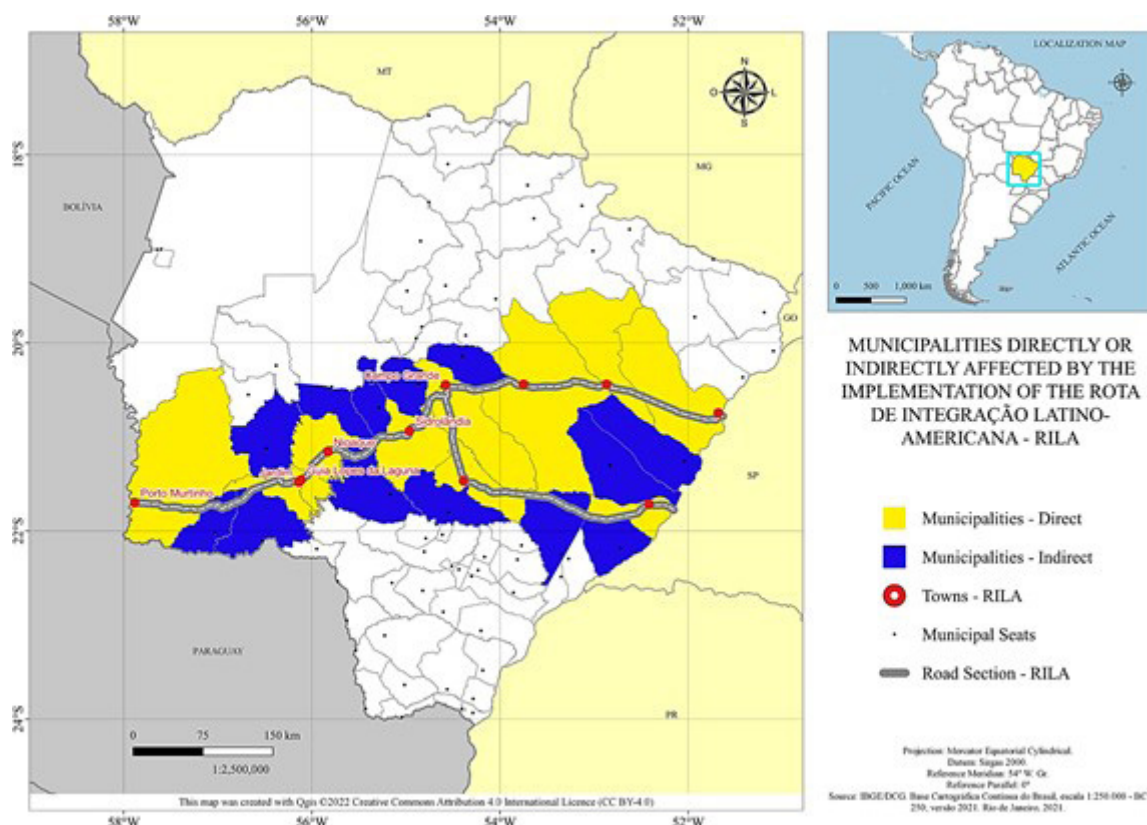 58°W 56°W 54°W 52°W
MT
N
O L
S
18°S
MG
BOLÍVIA
20°S
GO
Campo Grande
Sidrolândia
Nioaque
Jardim Guia Lopes da Laguna
SP
Porto Murtinho
22°S
PARAGUAY
PR
24°S
0 75 150 km
1:2,500,000
This map was created with Qgis ©2022 Creative Commons Attribution 4.0 International Licence (CC BY-4.0)
58°W 56°W 54°W 52°W
LOCALIZATION MAP
PACIFIC OCEAN
ATLANTIC OCEAN
0 500 1,000 km
MUNICIPALITIES DIRECTLY OR
INDIRECTLY AFFECTED BY THE
IMPLEMENTATION OF THE ROTA
DE INTEGRAÇÃO LATINO-
AMERICANA - RILA
Municipalities - Direct
Municipalities - Indirect
Towns - RILA
Municipal Seats
Road Section - RILA
Projection: Mercator Equatorial Cylindrical.
Datum: Sirgas 2000.
Reference Meridian: 54° W. Gr.
Reference Parallel: 0°
Source: IBGE/DCG. Base Cartográfica Contínua do Brasil, escala 1:250 000 - BC
250; versão 2021. Rio de Janeiro, 2021.